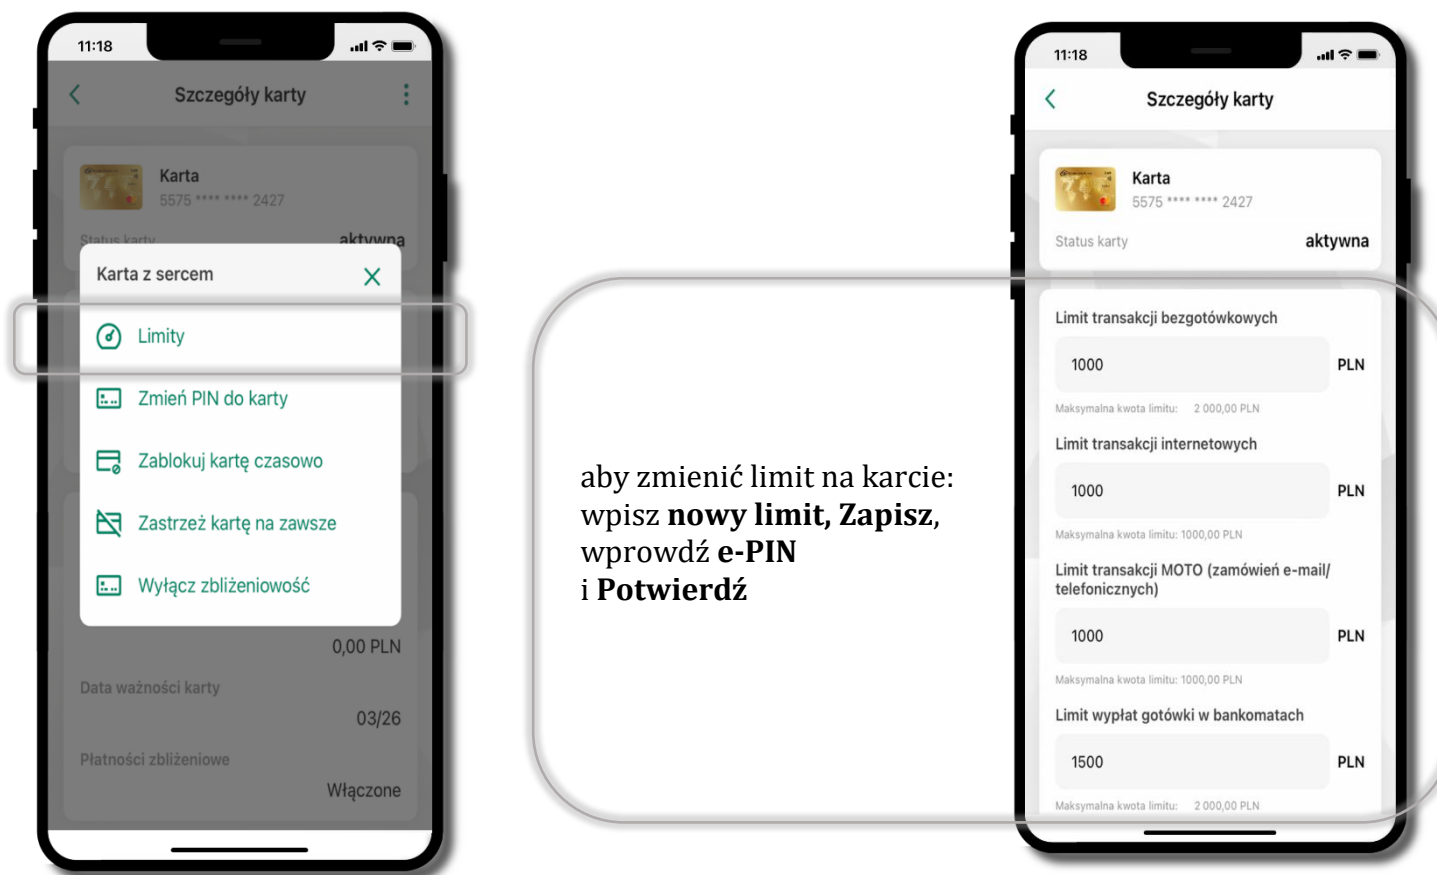 11:18
Szczegóły karty
Karta
5575 **** **** 2427
Status karty
aktywna
Karta z sercem
Limity
Zmień PIN do karty
Zablokuj kartę czasowo
Zastrzeż kartę na zawsze
Wyłącz zbliżeniowość
0,00 PLN
Data ważności karty
03/26
Płatności zbliżeniowe
Włączone
aby zmienić limit na karcie:
wpisz nowy limit, Zapisz,
wprowdź e-PIN
i Potwierdź
11:18
Szczegóły karty
Karta
5575 **** **** 2427
Status karty
aktywna
Limit transakcji bezgotówkowych
1000 PLN
Maksymalna kwota limitu: 2 000,00 PLN
Limit transakcji internetowych
1000 PLN
Maksymalna kwota limitu: 1000,00 PLN
Limit transakcji MOTO (zamówień e-mail/
telefonicznych)
1000 PLN
Maksymalna kwota limitu: 1000,00 PLN
Limit wypłat gotówki w bankomatach
1500 PLN
Maksymalna kwota limitu: 2 000,00 PLN